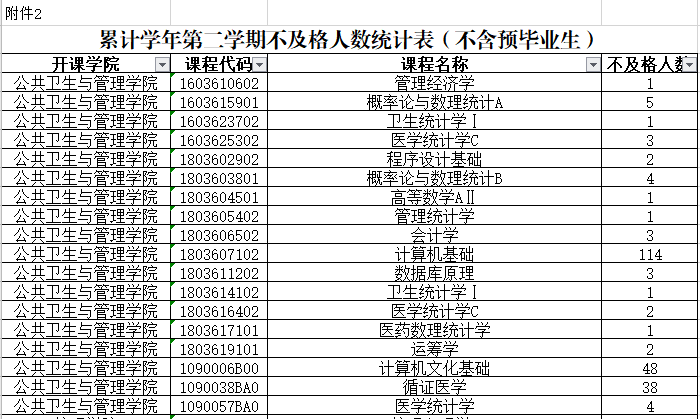 附件2
累计学年第二学期不及格人数统计表（不含预毕业生）
开课学院 课程代码 课程名称 不及格人数
公共卫生与管理学院 1603610602 管理经济学 1
公共卫生与管理学院 1603615901 概率论与数理统计A 5
公共卫生与管理学院 1603623702 卫生统计学Ⅰ 1
公共卫生与管理学院 1603625302 医学统计学C 3
公共卫生与管理学院 1803602902 程序设计基础 2
公共卫生与管理学院 1803603801 概率论与数理统计B 4
公共卫生与管理学院 1803604501 高等数学AⅡ 1
公共卫生与管理学院 1803605402 管理统计学 1
公共卫生与管理学院 1803606502 会计学 3
公共卫生与管理学院 1803607102 计算机基础 114
公共卫生与管理学院 1803611202 数据库原理 3
公共卫生与管理学院 1803614102 卫生统计学Ⅰ 1
公共卫生与管理学院 1803616402 医学统计学C 2
公共卫生与管理学院 1803617101 医药数理统计学 1
公共卫生与管理学院 1803619101 运筹学 2
公共卫生与管理学院 1090006B00 计算机文化基础 48
公共卫生与管理学院 1090038BA0 循证医学 38
公共卫生与管理学院 1090057BA0 医学统计学 4